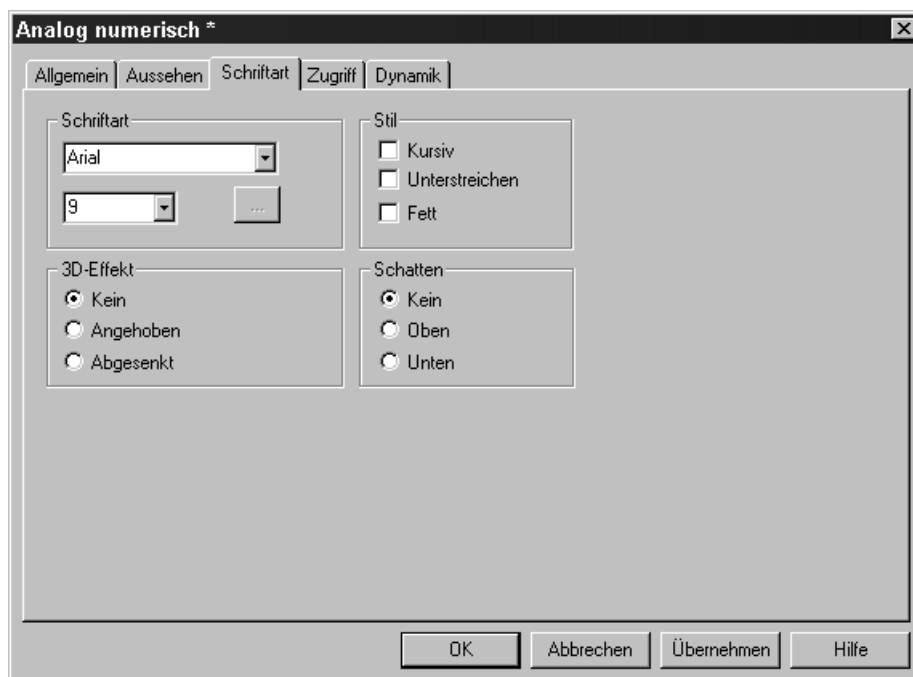 Analog numerisch *
Allgemein Aussehen Schriftart Zugriff Dynamik
Schriftart
Arial
9
...
Stil
Kursiv
Unterstreichen
Fett
3D-Effekt
Kein
Angehoben
Abgesenkt
Schatten
Kein
Oben
Unten
OK Abbrechen Übernehmen Hilfe